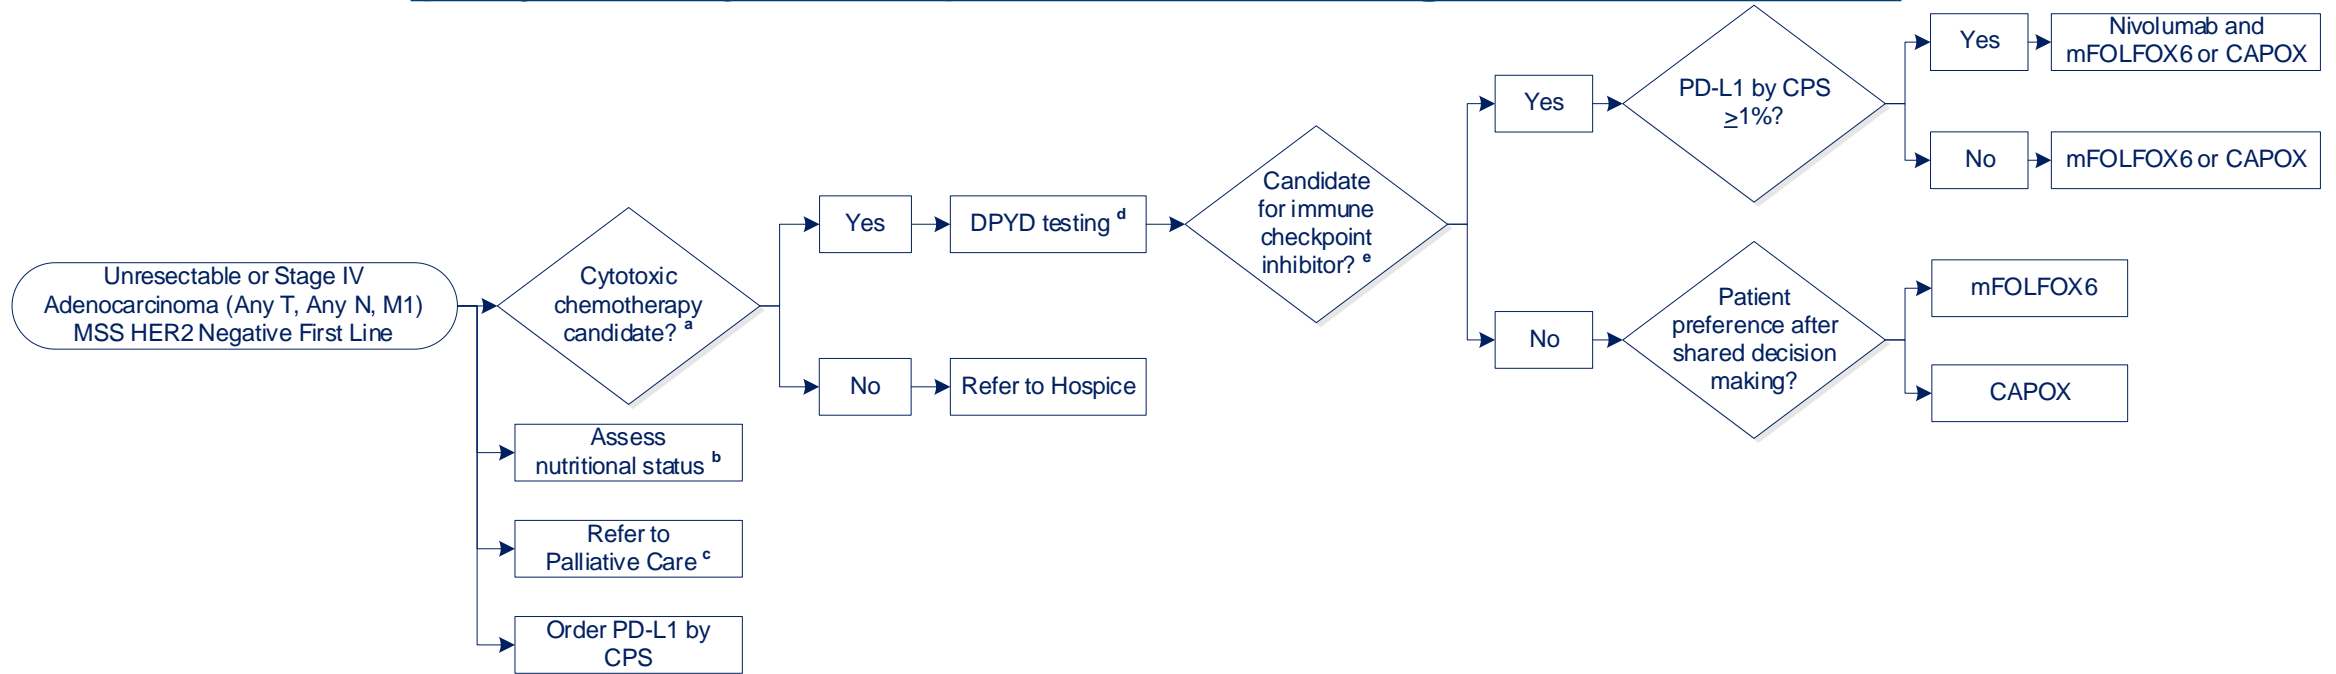 Unresectable or Stage IV
Adenocarcinoma (Any T, Any N, M1)
MSS HER2 Negative First Line
Cytotoxic
chemotherapy
candidate? a
Assess
nutritional status b
Refer to
Palliative Care c
Order PD-L1 by
CPS
Yes
DPYD testing d
No
Refer to Hospice
Candidate
for immune
checkpoint
inhibitor? e
Yes
PD-L1 by CPS
≥1%?
Yes
Nivolumab and
mFOLFOX6 or CAPOX
No
mFOLFOX6 or CAPOX
No
Patient
preference after
shared decision
making?
mFOLFOX6
CAPOX